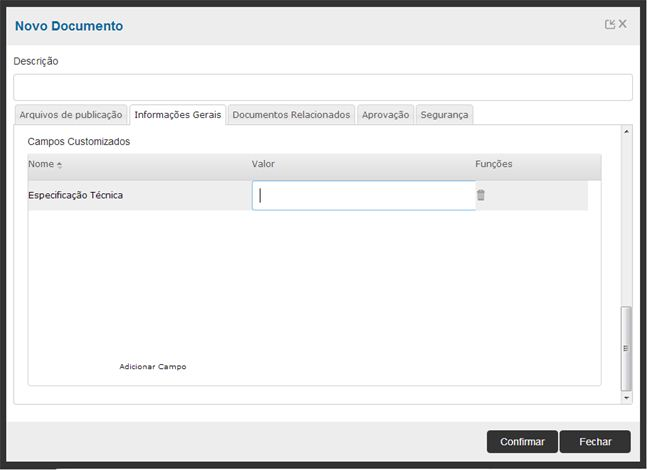 Novo Documento
Descrição
Arquivos de publicação Informações Gerais Documentos Relacionados Aprovação Segurança
Campos Customizados
Nome Valor Funções
Especificação Técnica
Adicionar Campo
Confirmar Fechar